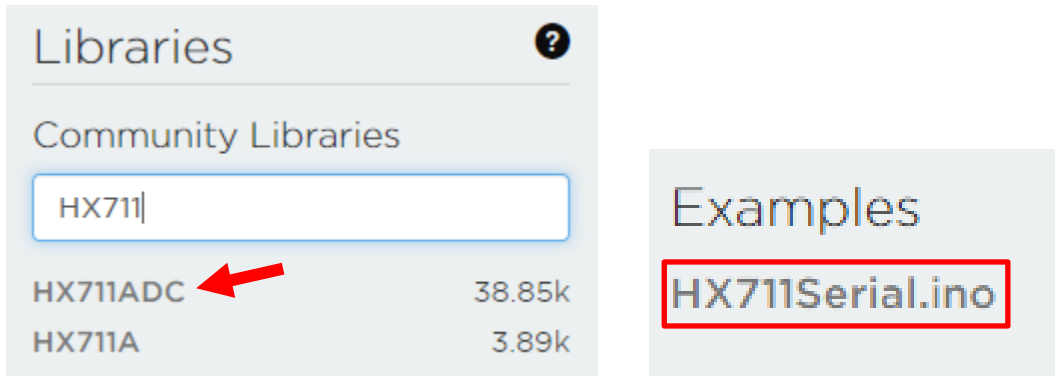 Libraries ?
Community Libraries
HX711
HX711ADC 38.85k
HX711A 3.89k
Examples
HX711Serial.ino